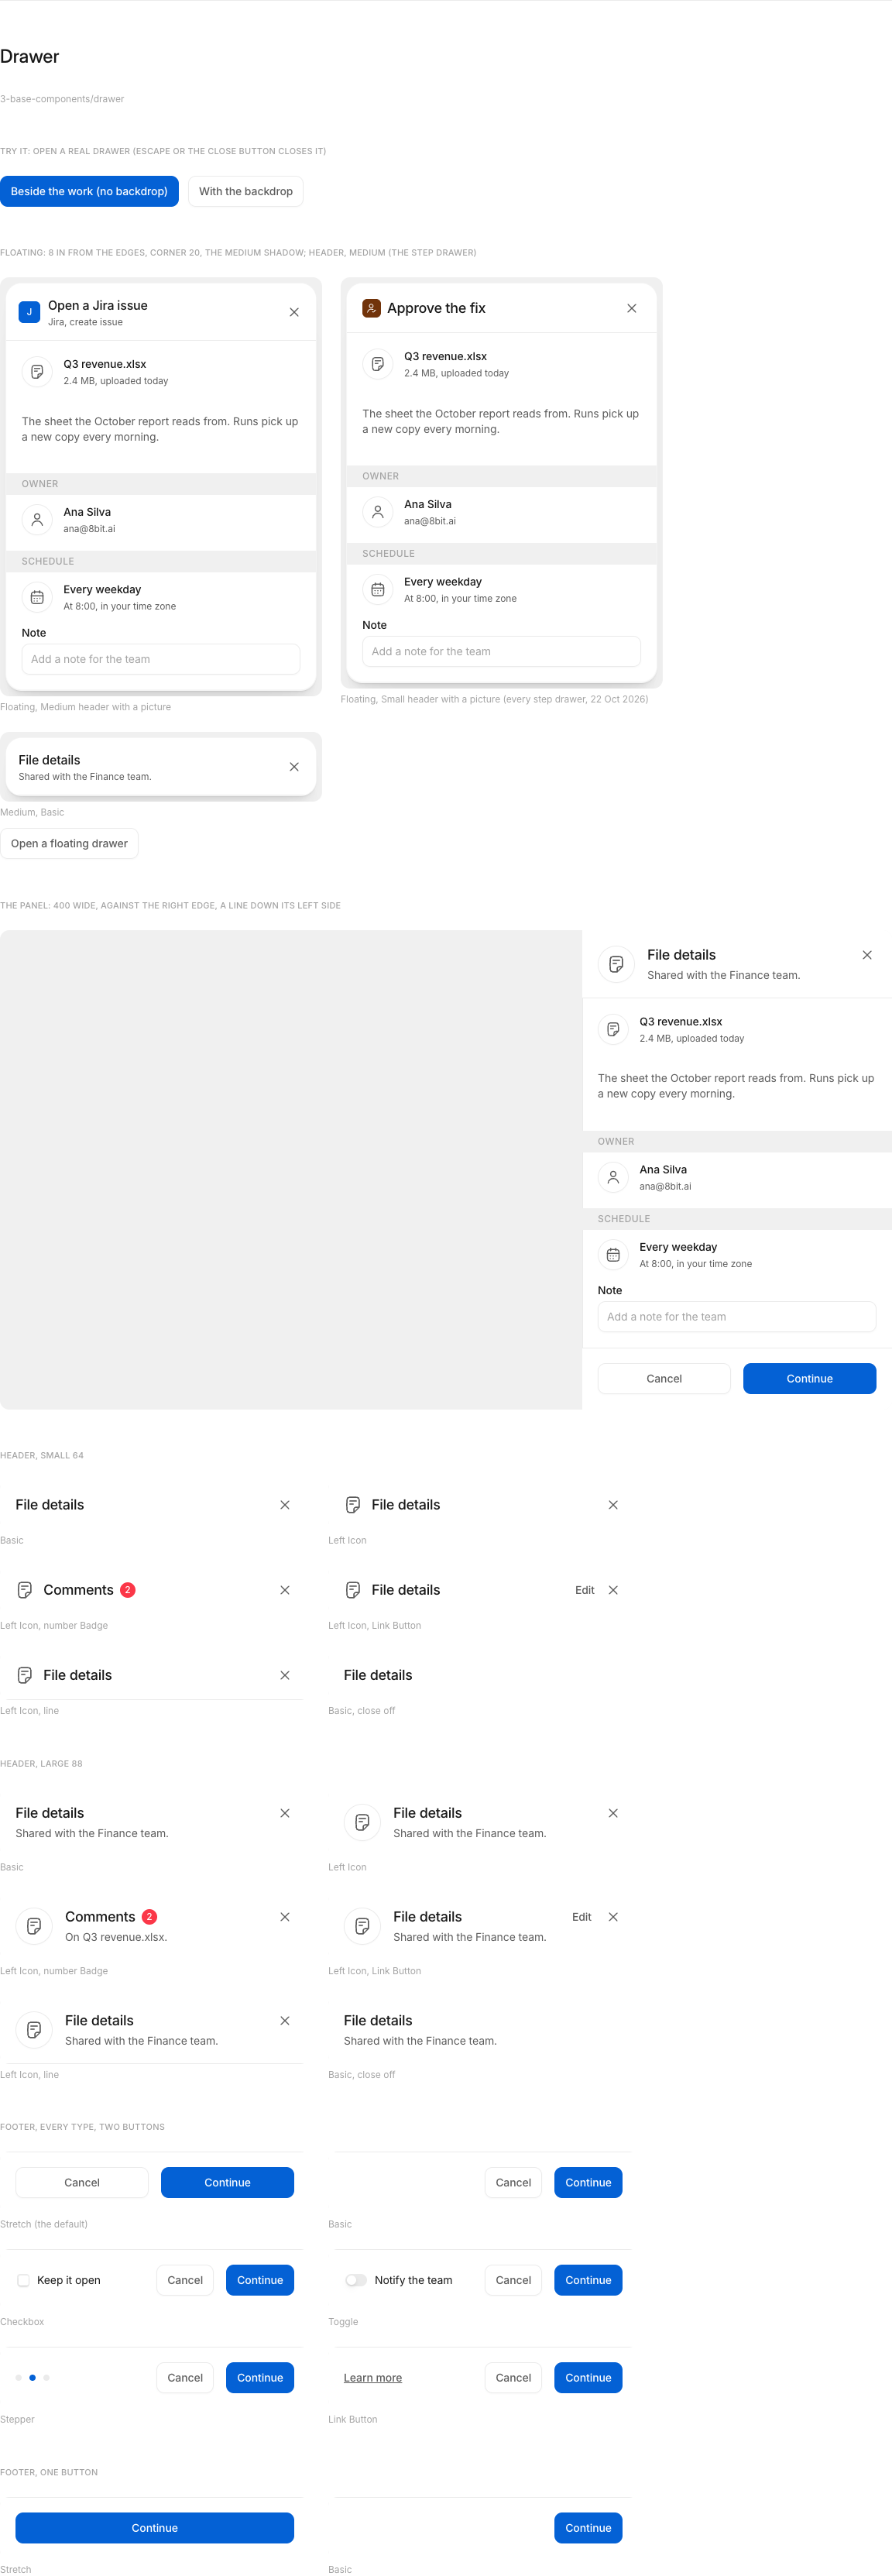 Drawer
3-base-components/drawer
TRY IT: OPEN A REAL DRAWER (ESCAPE OR THE CLOSE BUTTON CLOSES IT)
Beside the work (no backdrop)
With the backdrop
FLOATING: 8 IN FROM THE EDGES, CORNER 20, THE MEDIUM SHADOW; HEADER, MEDIUM (THE STEP DRAWER)
J
Open a Jira issue
Jira, create issue
Q3 revenue.xlsx
2.4 MB, uploaded today
The sheet the October report reads from. Runs pick up
a new copy every morning.
OWNER
Ana Silva
ana@8bit.ai
SCHEDULE
Every weekday
At 8:00, in your time zone
Note
Add a note for the team
Floating, Medium header with a picture
Approve the fix
Q3 revenue.xlsx
2.4 MB, uploaded today
The sheet the October report reads from. Runs pick up
a new copy every morning.
OWNER
Ana Silva
ana@8bit.ai
SCHEDULE
Every weekday
At 8:00, in your time zone
Note
Add a note for the team
Floating, Small header with a picture (every step drawer, 22 Oct 2026)
File details
Shared with the Finance team.
Medium, Basic
Open a floating drawer
THE PANEL: 400 WIDE, AGAINST THE RIGHT EDGE, A LINE DOWN ITS LEFT SIDE
File details
Shared with the Finance team.
Q3 revenue.xlsx
2.4 MB, uploaded today
The sheet the October report reads from. Runs pick up
a new copy every morning.
OWNER
Ana Silva
ana@8bit.ai
SCHEDULE
Every weekday
At 8:00, in your time zone
Note
Add a note for the team
Cancel
Continue
HEADER, SMALL 64
File details
Basic
File details
Left Icon
Comments 2
Left Icon, number Badge
File details Edit
Left Icon, Link Button
File details
Left Icon, line
File details
Basic, close off
HEADER, LARGE 88
File details
Shared with the Finance team.
Basic
File details
Shared with the Finance team.
Left Icon
Comments 2
On Q3 revenue.xlsx.
Left Icon, number Badge
File details Edit
Shared with the Finance team.
Left Icon, Link Button
File details
Shared with the Finance team.
Left Icon, line
File details
Shared with the Finance team.
Basic, close off
FOOTER, EVERY TYPE, TWO BUTTONS
Cancel Continue
Stretch (the default)
Cancel Continue
Basic
Keep it open Cancel Continue
Checkbox
Notify the team Cancel Continue
Toggle
Cancel Continue
Stepper
Learn more Cancel Continue
Link Button
FOOTER, ONE BUTTON
Continue
Stretch
Continue
Basic